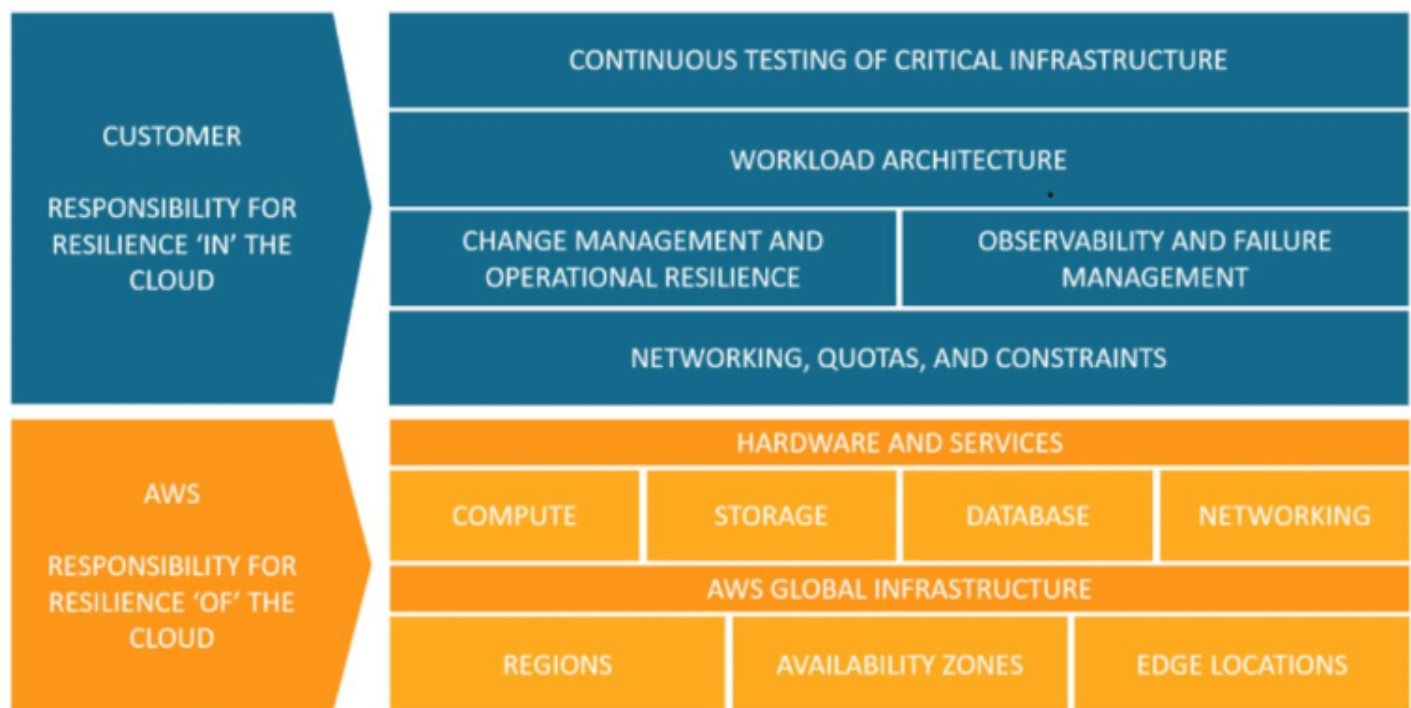 CUSTOMER
RESPONSIBILITY FOR
RESILIENCE ‘IN’ THE
CLOUD
CONTINUOUS TESTING OF CRITICAL INFRASTRUCTURE
WORKLOAD ARCHITECTURE
CHANGE MANAGEMENT AND
OPERATIONAL RESILIENCE
OBSERVABILITY AND FAILURE
MANAGEMENT
NETWORKING, QUOTAS, AND CONSTRAINTS
AWS
RESPONSIBILITY FOR
RESILIENCE ‘OF’ THE
CLOUD
HARDWARE AND SERVICES
COMPUTE
STORAGE
DATABASE
NETWORKING
AWS GLOBAL INFRASTRUCTURE
REGIONS
AVAILABILITY ZONES
EDGE LOCATIONS